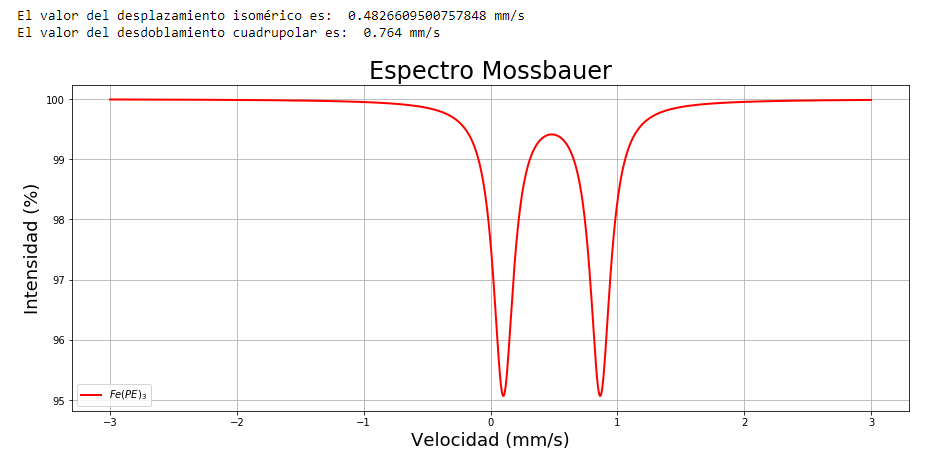 El valor del desplazamiento isomérico es:  0.4826609500757848 mm/s
El valor del desdoblamiento cuadrupolar es:  0.764 mm/s
Espectro Mossbauer
Intensidad (%)
100
99
98
97
96
95
Fe(PE)₃
−3
−2
−1
0
1
2
3
Velocidad (mm/s)